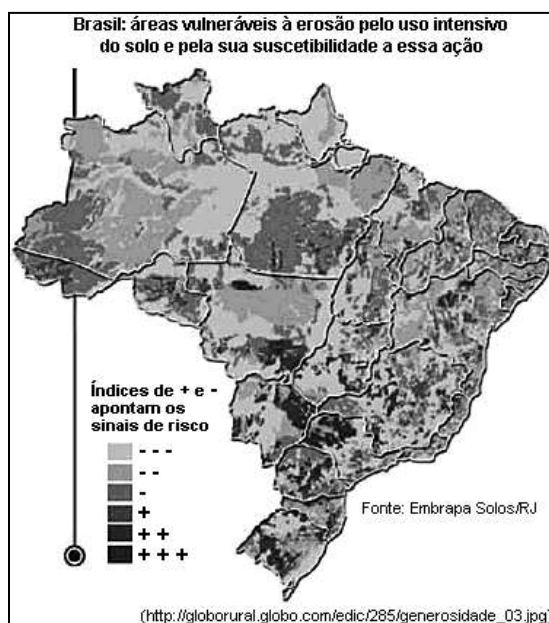 Brasil: áreas vulneráveis à erosão pelo uso intensivo
do solo e pela sua suscetibilidade a essa ação
Índices de + e -
apontam os
sinais de risco
- - -
- -
-
+
+ +
+ + +
Fonte: Embrapa Solos/RJ
(http://globorural.globo.com/edic/285/generosidade_03.jpg)